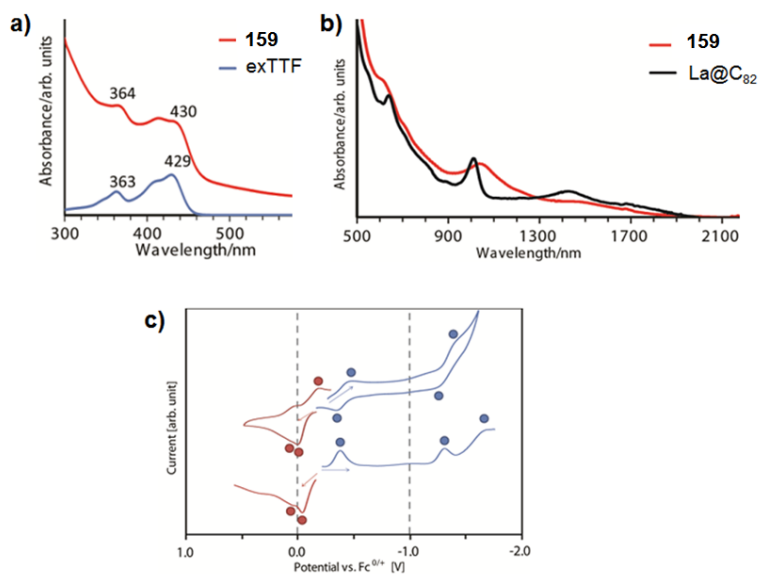 a)
Absorbance/arb. units
159
exTTF
364
430
363
429
300
400
500
Wavelength/nm
b)
Absorbance/arb. units
159
La@C82
500
900
1300
1700
2100
Wavelength/nm
c)
Current [arb. unit]
1.0
0.0
-1.0
-2.0
Potential vs. Fc0/+ [V]